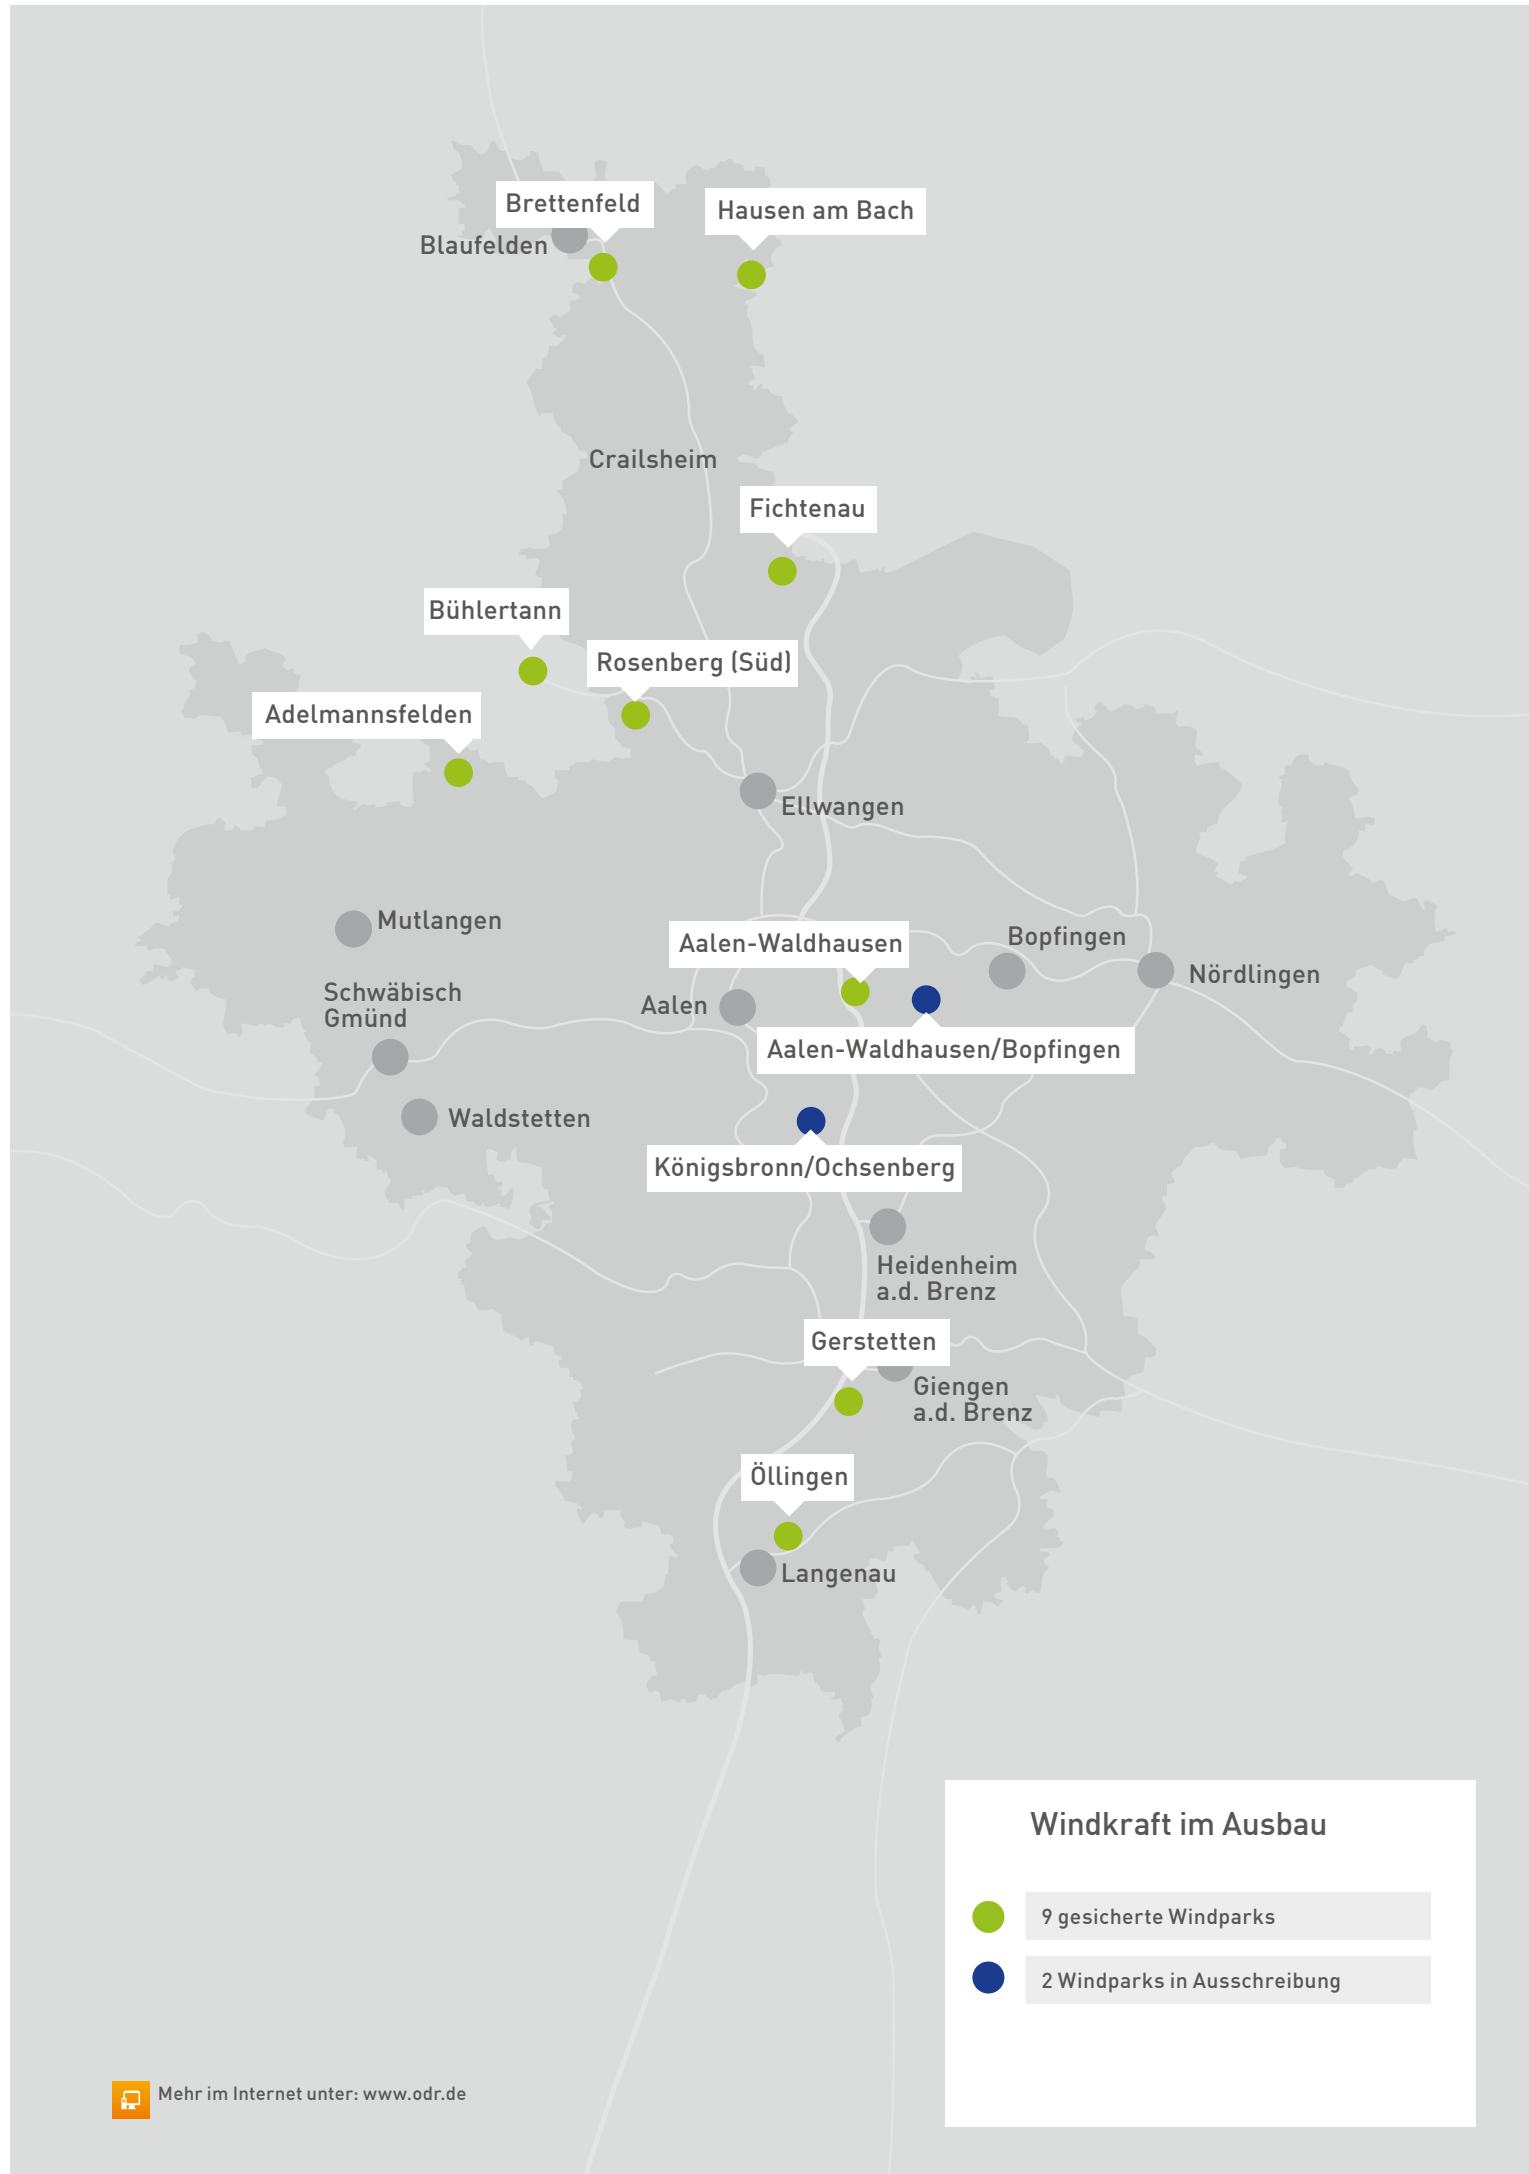 Brettenfeld
Hausen am Bach
Blaufelden
Crailsheim
Fichtenau
Bühlertann
Rosenberg (Süd)
Adelmannsfelden
Ellwangen
Mutlangen
Aalen-Waldhausen
Bopfingen
Nördlingen
Schwäbisch
Gmünd
Aalen
Aalen-Waldhausen/Bopfingen
Waldstetten
Königsbronn/Ochsenberg
Heidenheim
a.d. Brenz
Gerstetten
Giengen
a.d. Brenz
Öllingen
Langenau
Windkraft im Ausbau
9 gesicherte Windparks
2 Windparks in Ausschreibung
Mehr im Internet unter: www.odr.de